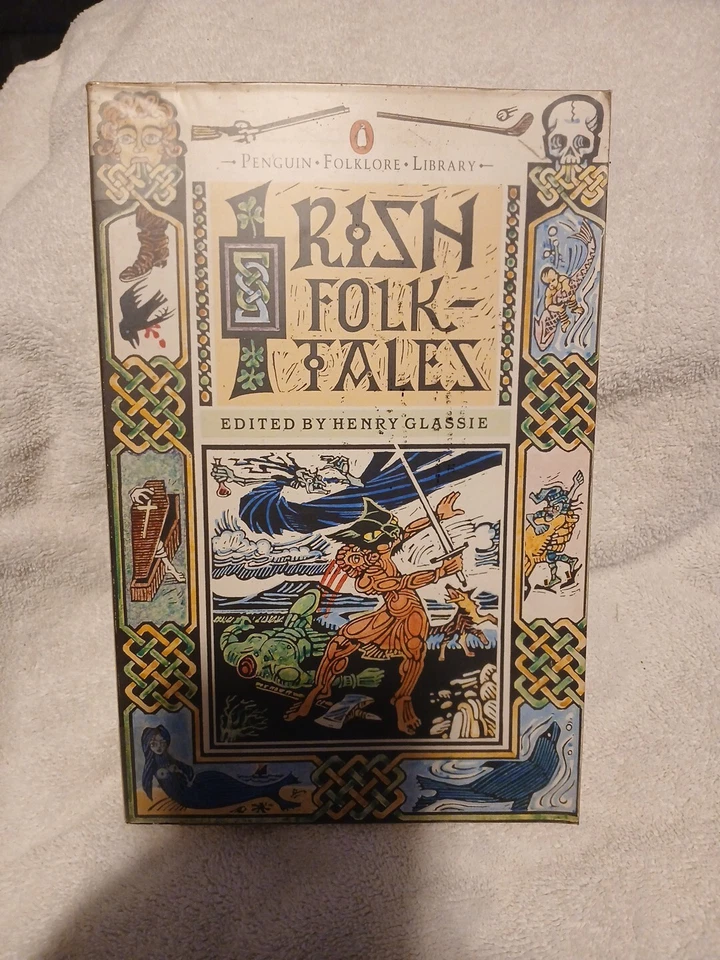 PENGUIN · FOLKLORE · LIBRARY
IRISH
FOLK-
TALES
EDITED BY HENRY GLASSIE